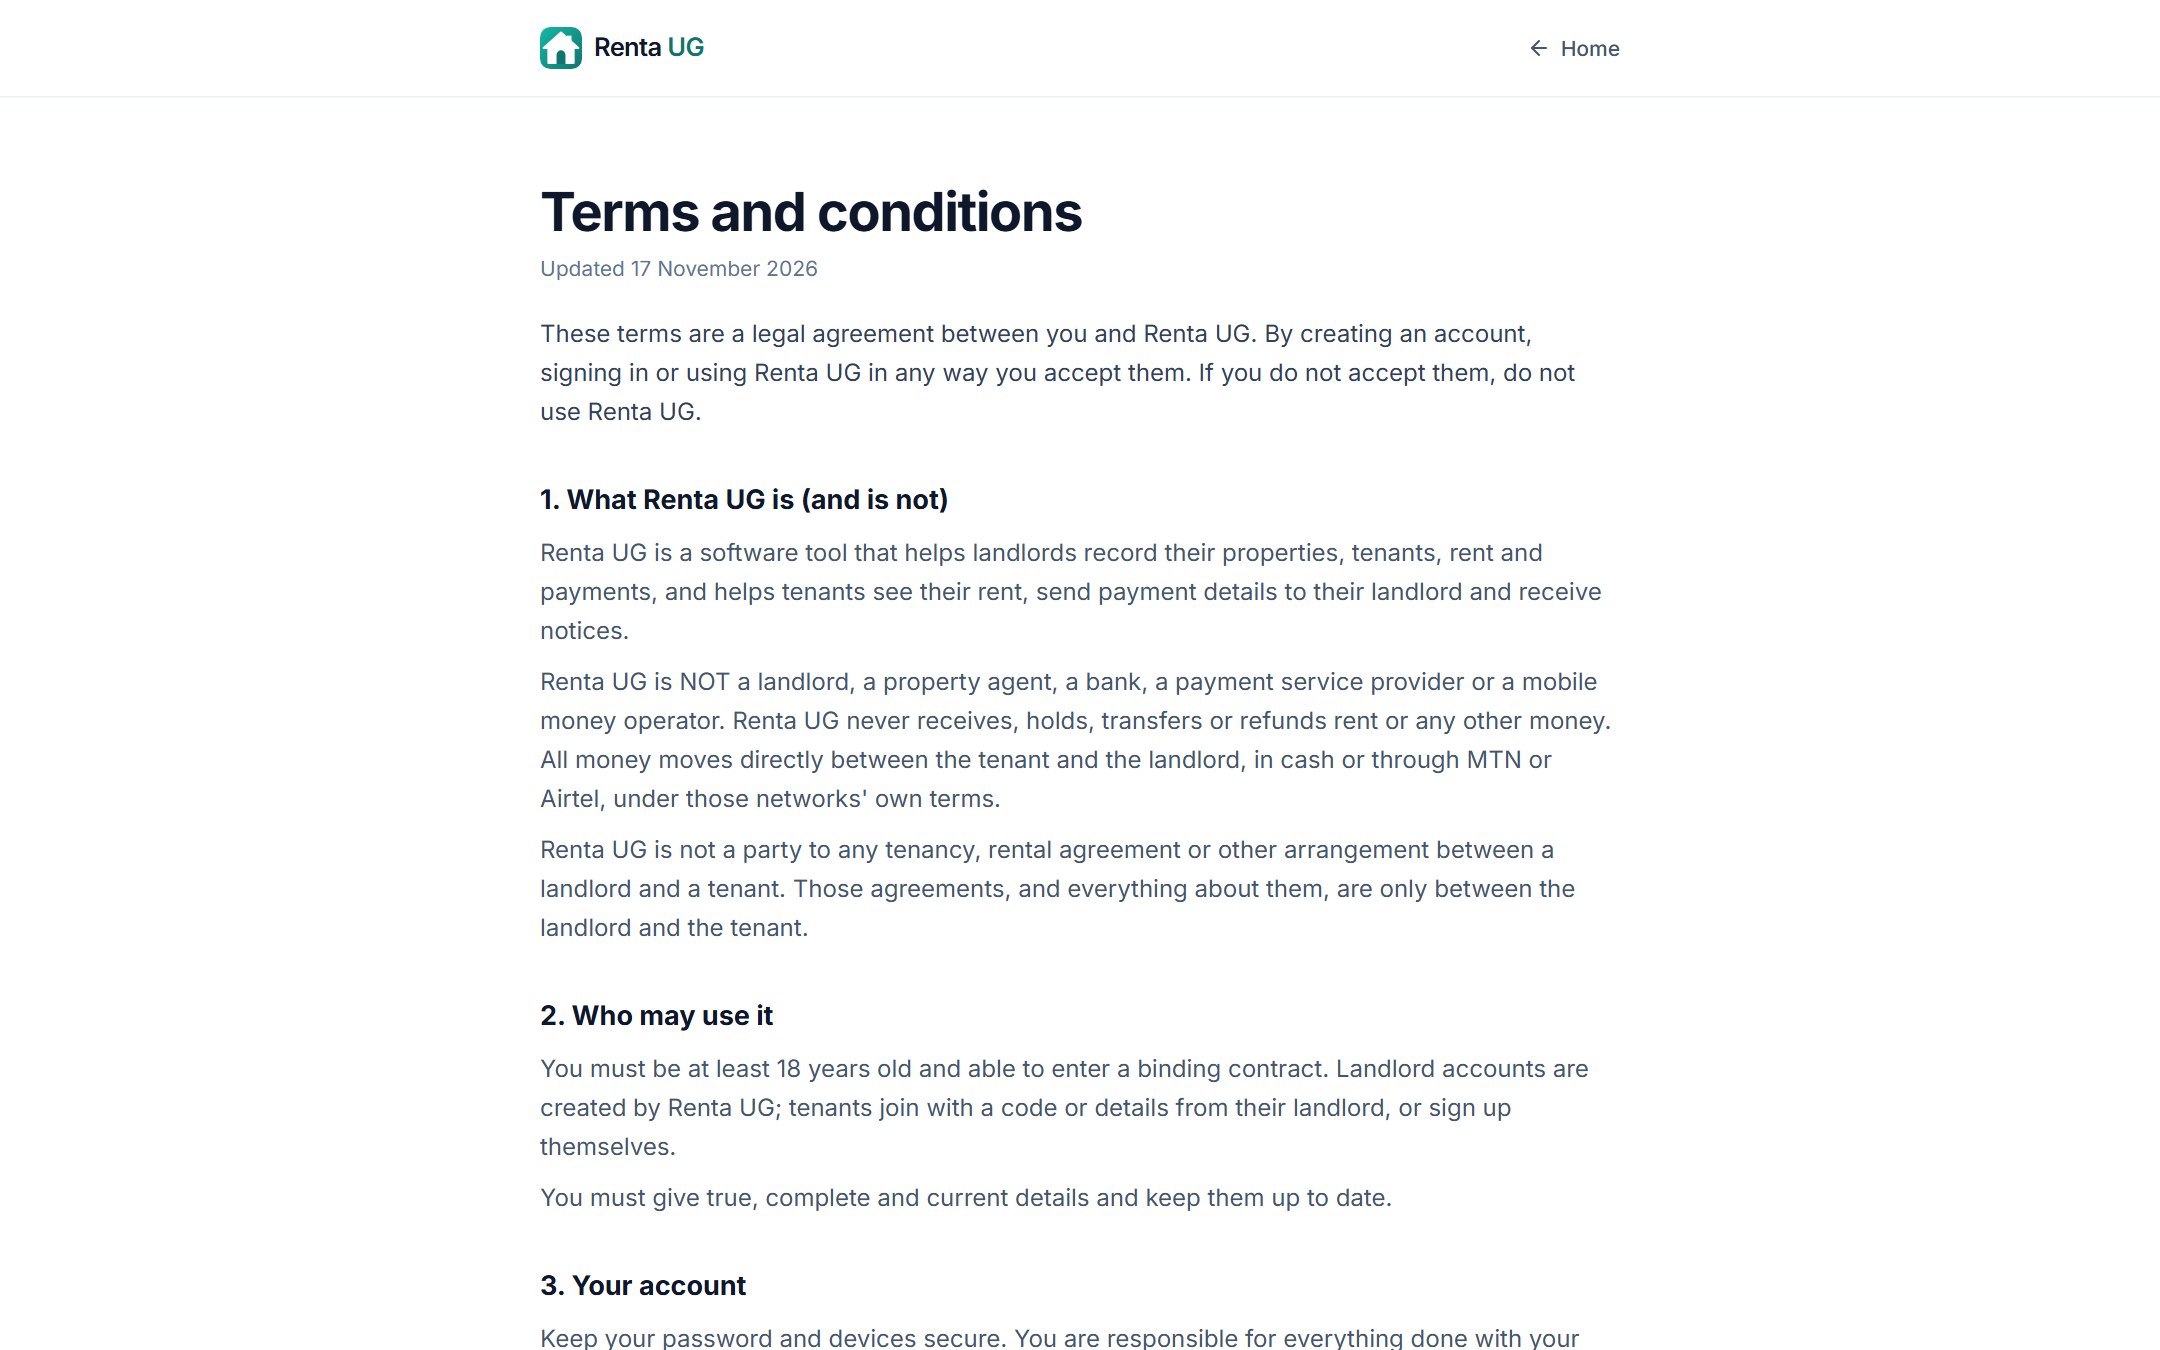 Renta UG
Home
Terms and conditions
Updated 17 November 2026
These terms are a legal agreement between you and Renta UG. By creating an account,
signing in or using Renta UG in any way you accept them. If you do not accept them, do not
use Renta UG.
1. What Renta UG is (and is not)
Renta UG is a software tool that helps landlords record their properties, tenants, rent and
payments, and helps tenants see their rent, send payment details to their landlord and receive
notices.
Renta UG is NOT a landlord, a property agent, a bank, a payment service provider or a mobile
money operator. Renta UG never receives, holds, transfers or refunds rent or any other money.
All money moves directly between the tenant and the landlord, in cash or through MTN or
Airtel, under those networks' own terms.
Renta UG is not a party to any tenancy, rental agreement or other arrangement between a
landlord and a tenant. Those agreements, and everything about them, are only between the
landlord and the tenant.
2. Who may use it
You must be at least 18 years old and able to enter a binding contract. Landlord accounts are
created by Renta UG; tenants join with a code or details from their landlord, or sign up
themselves.
You must give true, complete and current details and keep them up to date.
3. Your account
Keep your password and devices secure. You are responsible for everything done with your